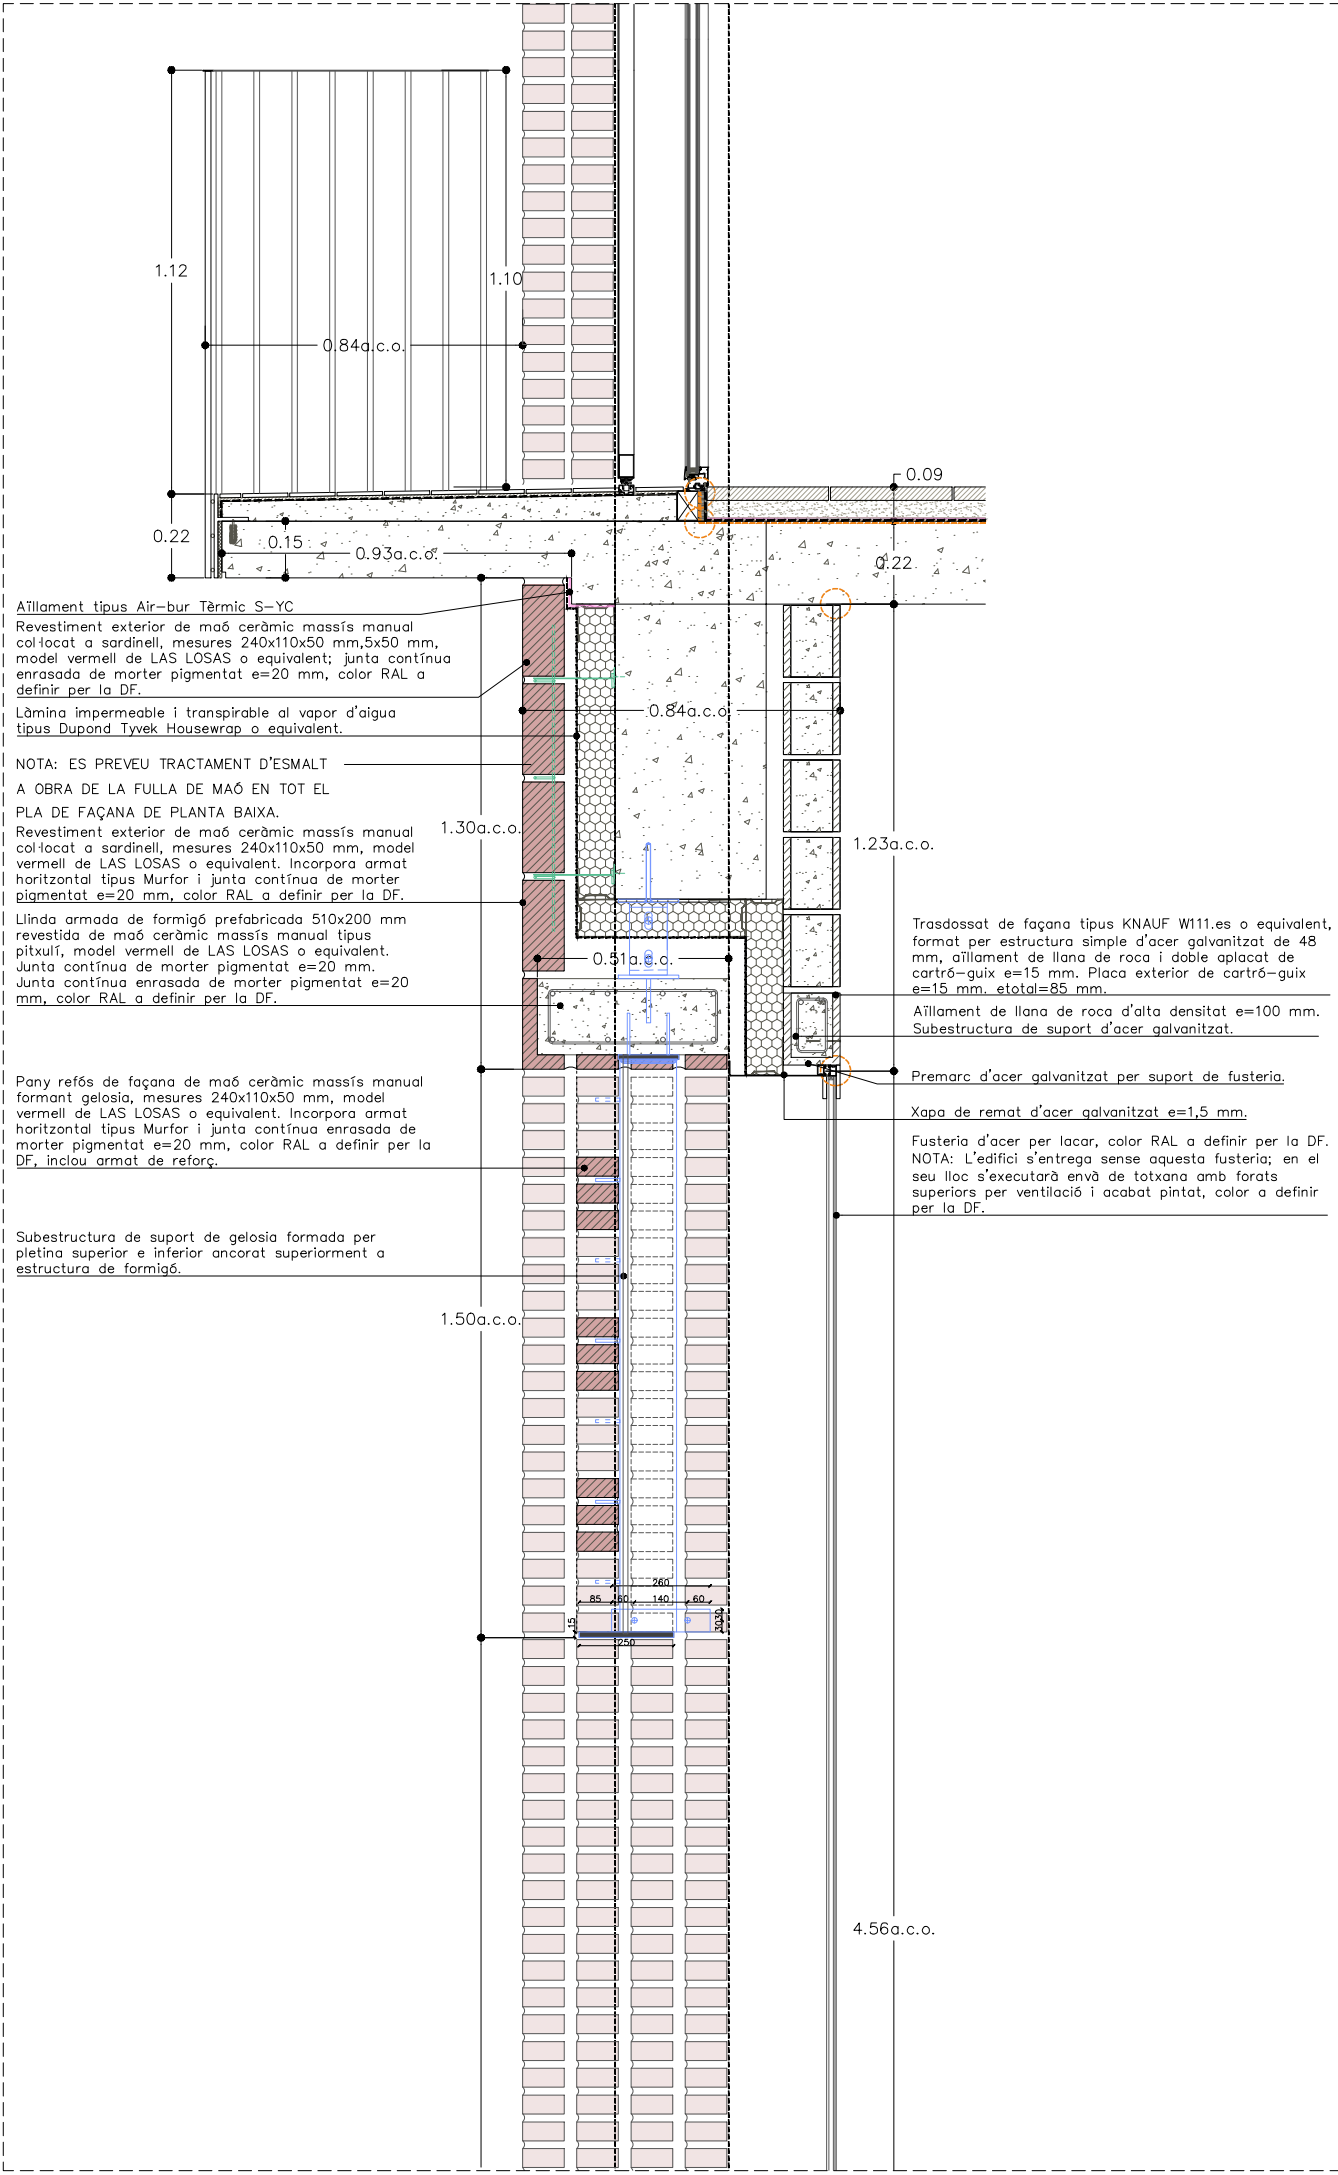 1.12
1.10
0.84a.c.o.
0.09
0.22
0.15
0.93a.c.o.
0.22
Aïllament tipus Air-bur Tèrmic S-YC
Revestiment exterior de maó ceràmic massís manual
col·locat a sardinell, mesures 240x110x50 mm,5x50 mm,
model vermell de LAS LOSAS o equivalent; junta contínua
enrasada de morter pigmentat e=20 mm, color RAL a
definir per la DF.
Làmina impermeable i transpirable al vapor d'aigua
tipus Dupond Tyvek Housewrap o equivalent.
0.84a.c.o
NOTA: ES PREVEU TRACTAMENT D'ESMALT
A OBRA DE LA FULLA DE MAÓ EN TOT EL
PLA DE FAÇANA DE PLANTA BAIXA.
Revestiment exterior de maó ceràmic massís manual
col·locat a sardinell, mesures 240x110x50 mm, model
vermell de LAS LOSAS o equivalent. Incorpora armat
horitzontal tipus Murfor i junta contínua de morter
pigmentat e=20 mm, color RAL a definir per la DF.
1.30a.c.o.
1.23a.c.o.
Llinda armada de formigó prefabricada 510x200 mm
revestida de maó ceràmic massís manual tipus
pitxulí, model vermell de LAS LOSAS o equivalent.
Junta contínua de morter pigmentat e=20 mm.
Junta contínua enrasada de morter pigmentat e=20
mm, color RAL a definir per la DF.
0.51a.c.o.
Trasdossat de façana tipus KNAUF W111.es o equivalent,
format per estructura simple d'acer galvanitzat de 48
mm, aïllament de llana de roca i doble aplacat de
cartró-guix e=15 mm. Placa exterior de cartró-guix
e=15 mm. etotal=85 mm.
Aïllament de llana de roca d'alta densitat e=100 mm.
Subestructura de suport d'acer galvanitzat.
Premarc d'acer galvanitzat per suport de fusteria.
Xapa de remat d'acer galvanitzat e=1,5 mm.
Pany refós de façana de maó ceràmic massís manual
formant gelosia, mesures 240x110x50 mm, model
vermell de LAS LOSAS o equivalent. Incorpora armat
horitzontal tipus Murfor i junta contínua enrasada de
morter pigmentat e=20 mm, color RAL a definir per la
DF, inclou armat de reforç.
Fusteria d'acer per lacar, color RAL a definir per la DF.
NOTA: L'edifici s'entrega sense aquesta fusteria; en el
seu lloc s'executarà envà de totxana amb forats
superiors per ventilació i acabat pintat, color a definir
per la DF.
Subestructura de suport de gelosia formada per
pletina superior e inferior ancorat superiorment a
estructura de formigó.
1.50a.c.o.
260
85 60 140 60
15
3030
250
4.56a.c.o.